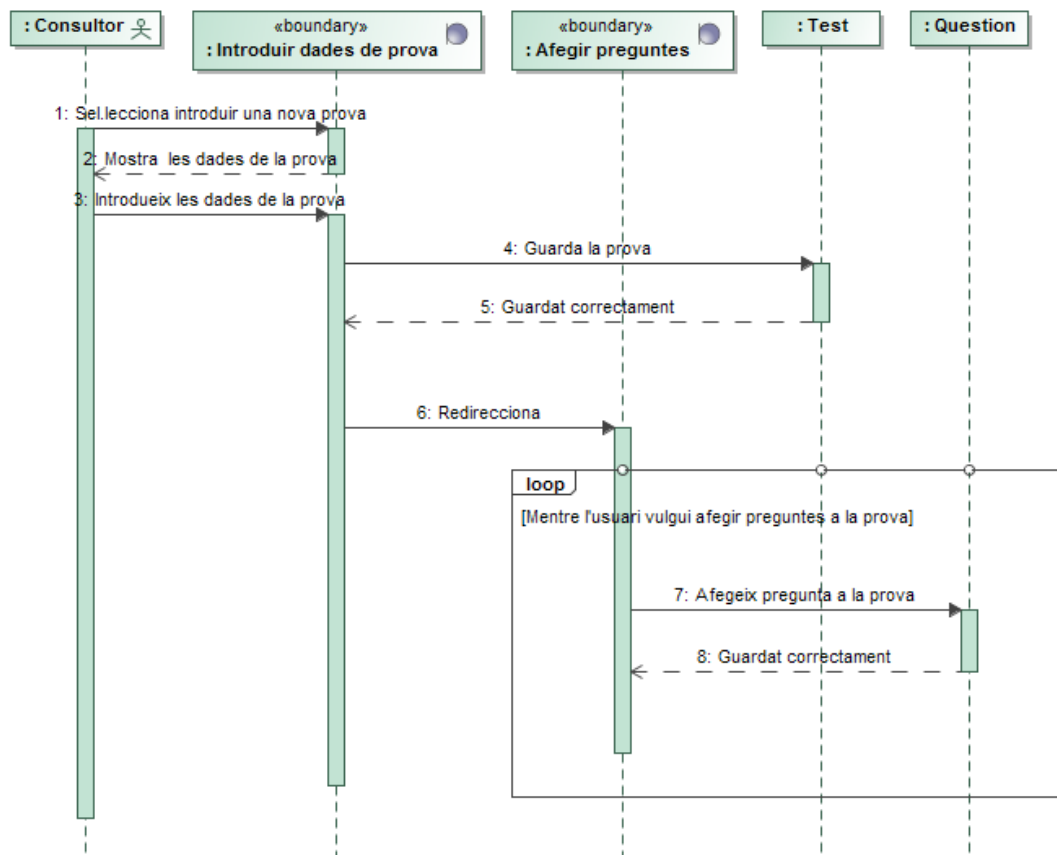 : Consultor
«boundary»
: Introduir dades de prova
«boundary»
: Afegir preguntes
: Test
: Question
1: Sel.lecciona introduir una nova prova
2: Mostra les dades de la prova
3: Introdueix les dades de la prova
4: Guarda la prova
5: Guardat correctament
6: Redirecciona
loop
[Mentre l'usuari vulgui afegir preguntes a la prova]
7: Afegeix pregunta a la prova
8: Guardat correctament